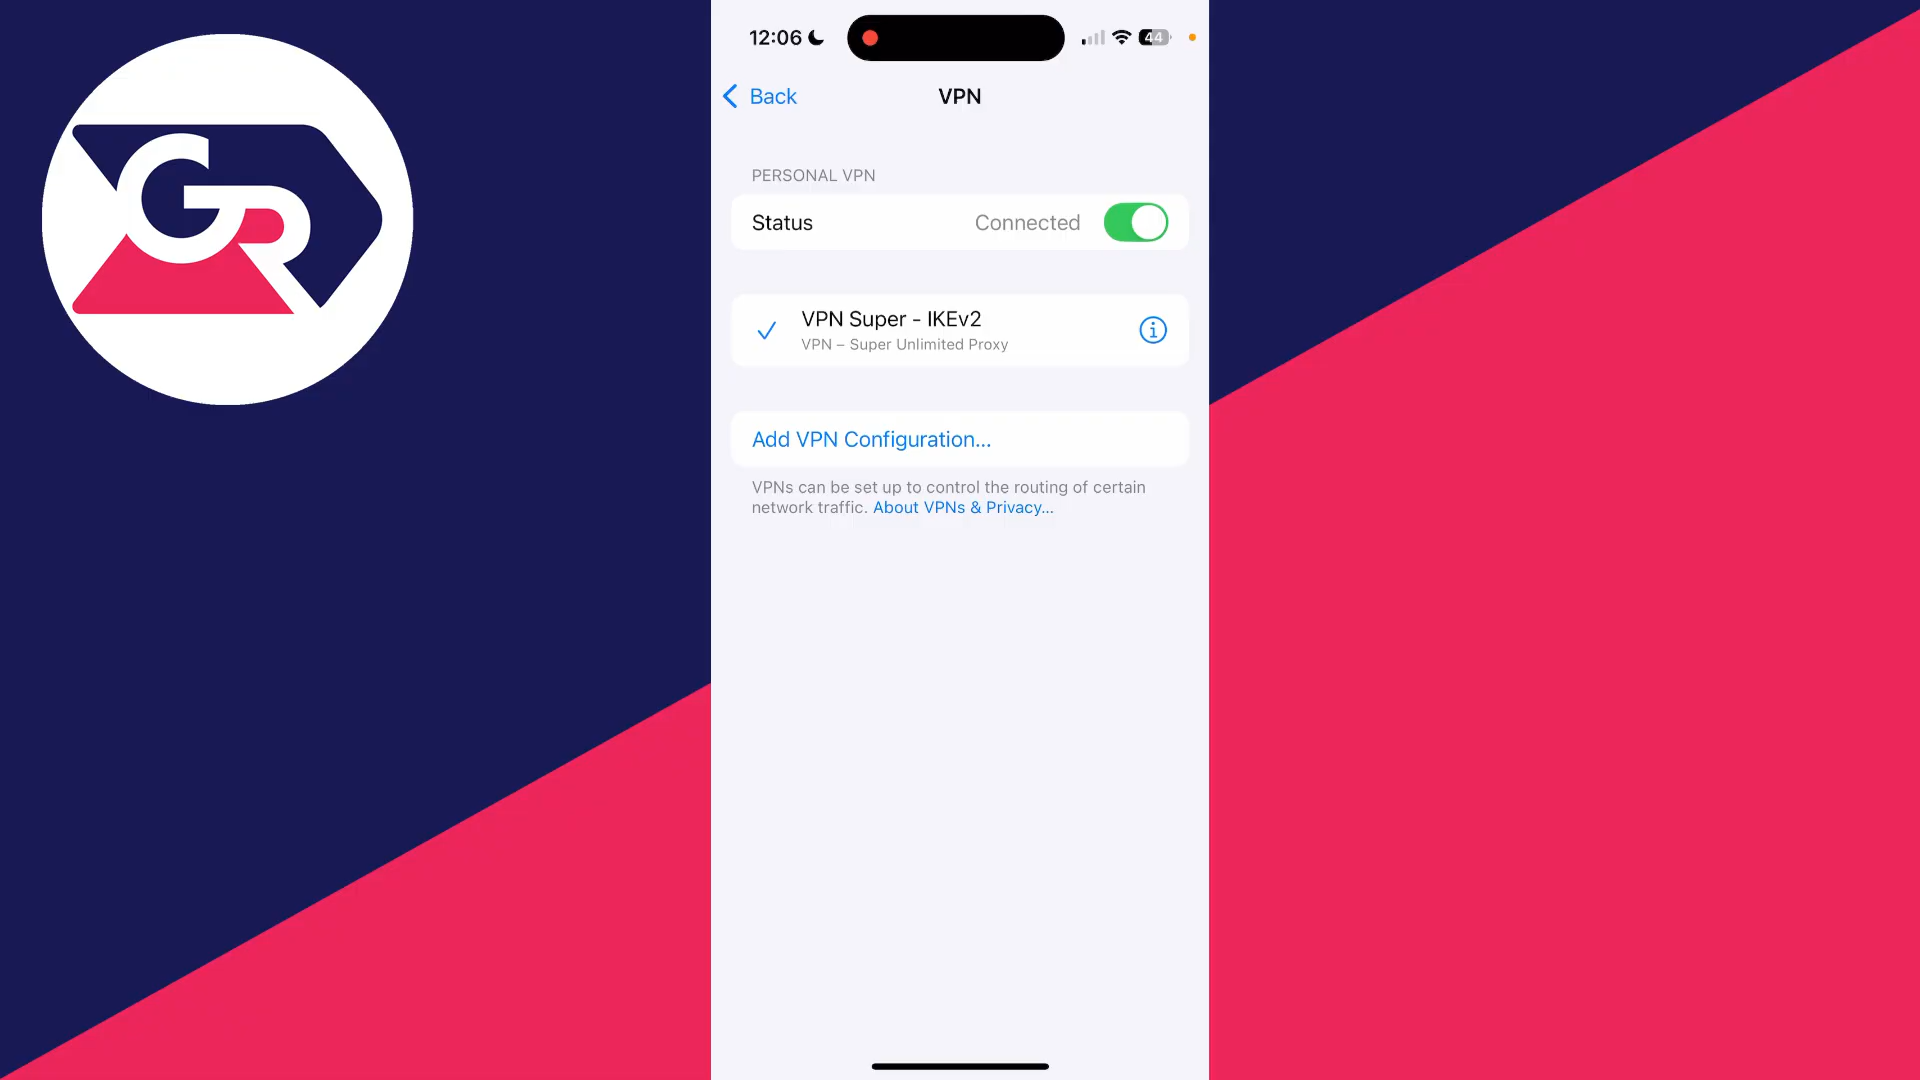 GR
12:06
44
Back
VPN
PERSONAL VPN
Status
Connected
VPN Super - IKEv2
VPN – Super Unlimited Proxy
Add VPN Configuration...
VPNs can be set up to control the routing of certain
network traffic. About VPNs & Privacy...